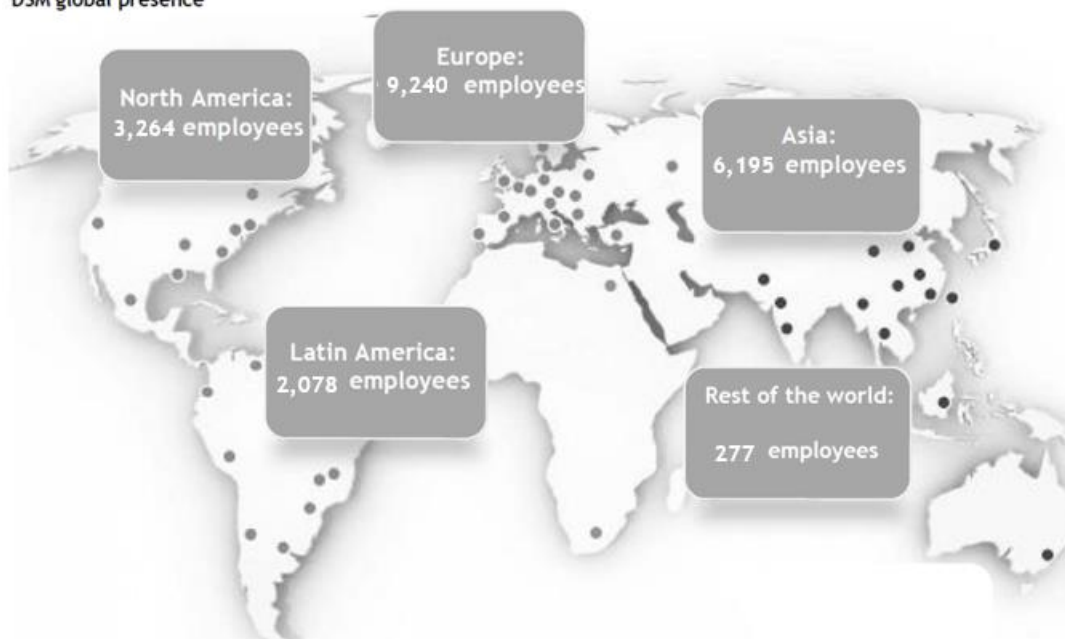 DSM global presence
Europe:
9,240 employees
North America:
3,264 employees
Asia:
6,195 employees
Latin America:
2,078 employees
Rest of the world:
277 employees